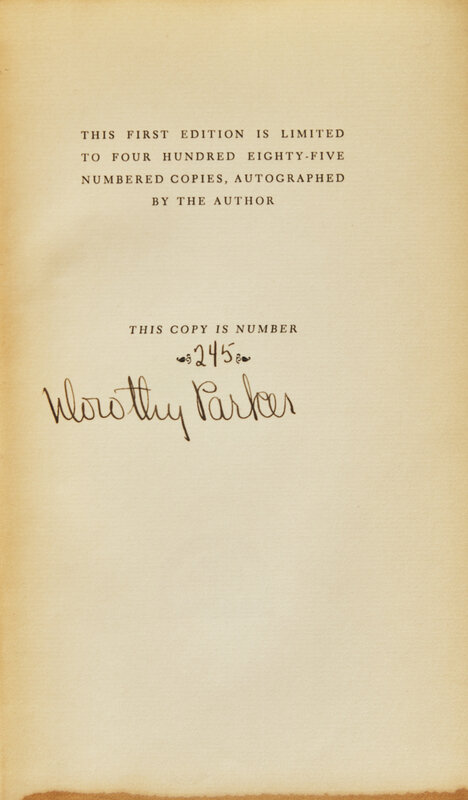 THIS FIRST EDITION IS LIMITED
TO FOUR HUNDRED EIGHTY-FIVE
NUMBERED COPIES, AUTOGRAPHED
BY THE AUTHOR
THIS COPY IS NUMBER
245
Dorothy Parker